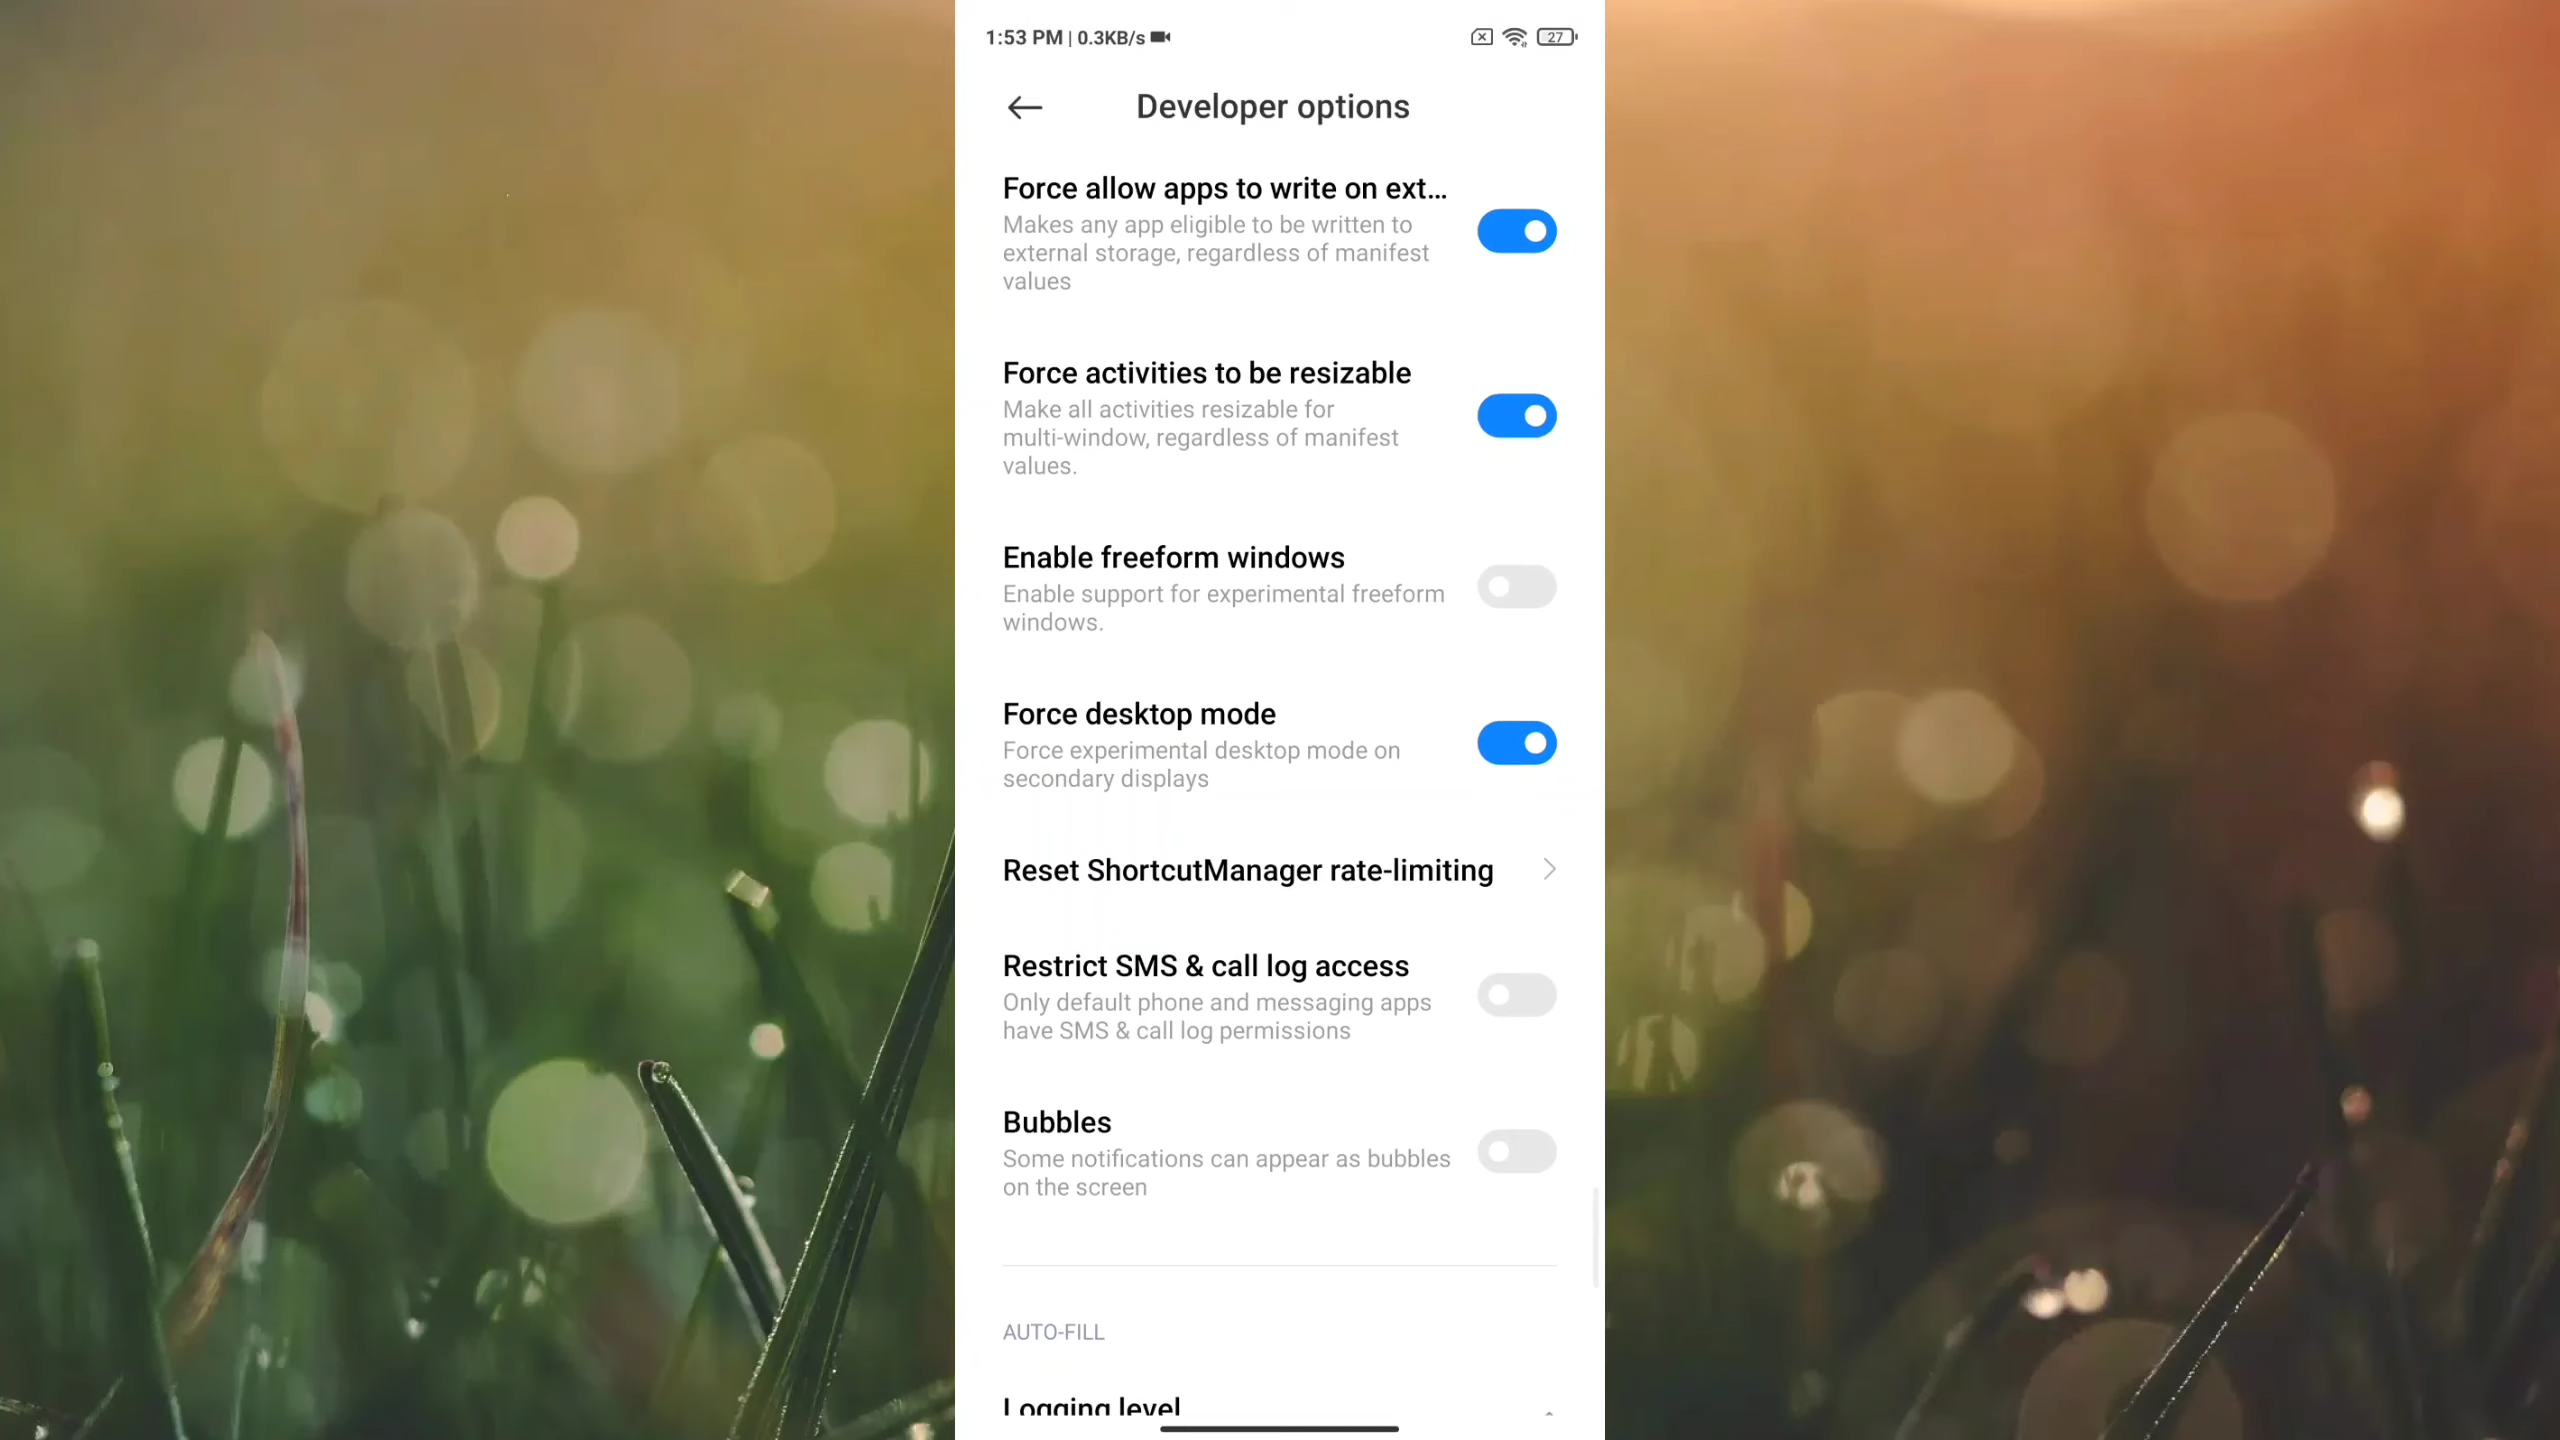 1:53 PM | 0.3KB/s
27
Developer options
Force allow apps to write on ext...
Makes any app eligible to be written to
external storage, regardless of manifest
values
Force activities to be resizable
Make all activities resizable for
multi-window, regardless of manifest
values.
Enable freeform windows
Enable support for experimental freeform
windows.
Force desktop mode
Force experimental desktop mode on
secondary displays
Reset ShortcutManager rate-limiting
Restrict SMS & call log access
Only default phone and messaging apps
have SMS & call log permissions
Bubbles
Some notifications can appear as bubbles
on the screen
AUTO-FILL
Logging level